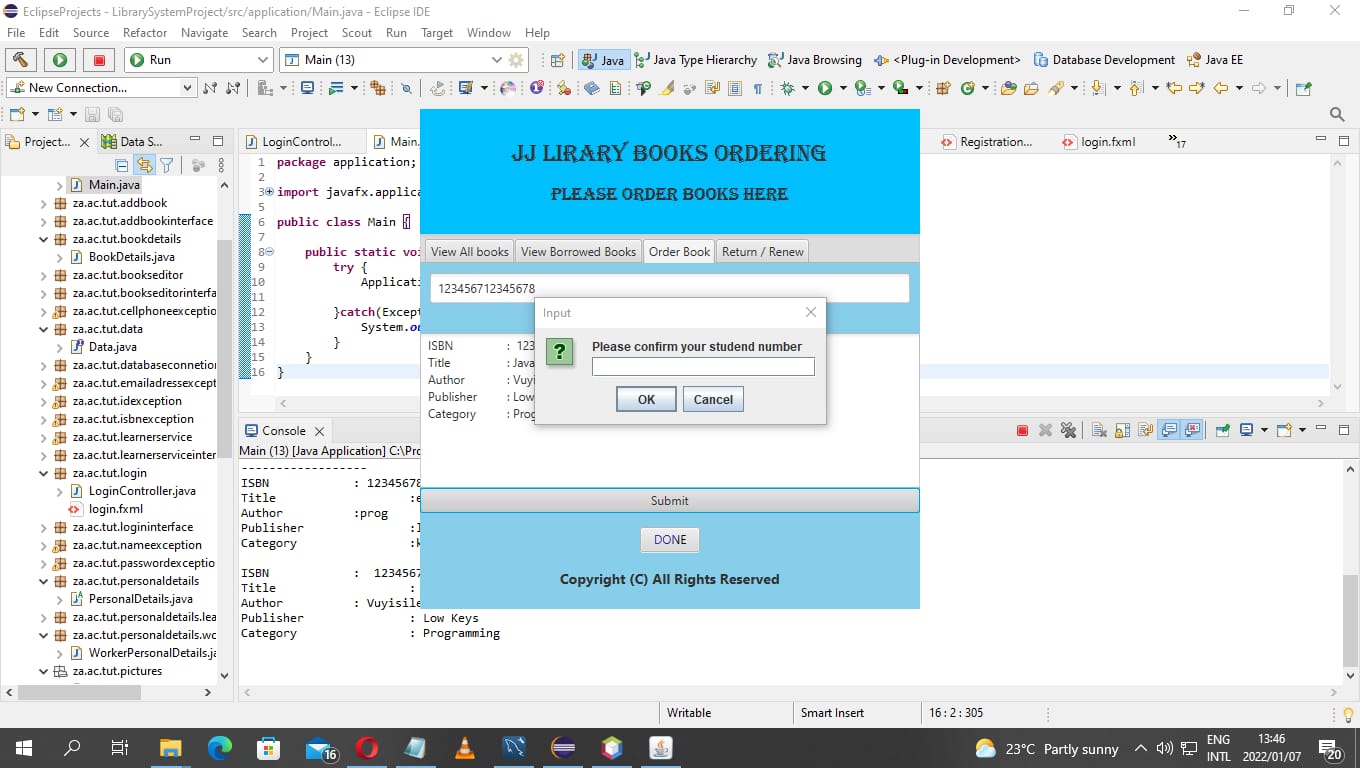 EclipseProjects - LibrarySystemProject/src/application/Main.java - Eclipse IDE
File Edit Source Refactor Navigate Search Project Scout Run Target Window Help
Run
Main (13)
Java
Java Type Hierarchy
Java Browsing
<Plug-in Development>
Database Development
Java EE
New Connection...
Project...
Data S...
LoginControl...
Main.
Registration...
login.fxml
»17
Main.java
za.ac.tut.addbook
za.ac.tut.addbookinterface
za.ac.tut.bookdetails
BookDetails.java
za.ac.tut.bookseditor
za.ac.tut.bookseditorinterfa
za.ac.tut.cellphoneexceptio
za.ac.tut.data
Data.java
za.ac.tut.databaseconnetion
za.ac.tut.emailadressexcept
za.ac.tut.idexception
za.ac.tut.isbnexception
za.ac.tut.learnerservice
za.ac.tut.learnerserviceinter
za.ac.tut.login
LoginController.java
login.fxml
za.ac.tut.logininterface
za.ac.tut.nameexception
za.ac.tut.passwordexceptio
za.ac.tut.personaldetails
PersonalDetails.java
za.ac.tut.personaldetails.lea
za.ac.tut.personaldetails.wo
WorkerPersonalDetails.ja
za.ac.tut.pictures
1 package application;
2
3 import javafx.applica
5
6 public class Main {
7
8 public static voi
9 try {
10 Applicati
11
12 }catch(Except
13 System.ou
14 }
15 }
16 }
JJ LIRARY BOOKS ORDERING
PLEASE ORDER BOOKS HERE
View All books
View Borrowed Books
Order Book
Return / Renew
123456712345678
ISBN : 123
Title : Java
Author : Vuyi
Publisher : Low
Category : Prog
Input
Please confirm your studend number
OK
Cancel
Submit
DONE
Copyright (C) All Rights Reserved
Console
Main (13) [Java Application] C:\Pro
------------------
ISBN : 12345678
Title :e
Author :prog
Publisher :l
Category :k
ISBN : 1234567
Title :
Author : Vuyisile
Publisher : Low Keys
Category : Programming
Writable
Smart Insert
16 : 2 : 305
16
23°C Partly sunny
ENG
INTL
13:46
2022/01/07
20